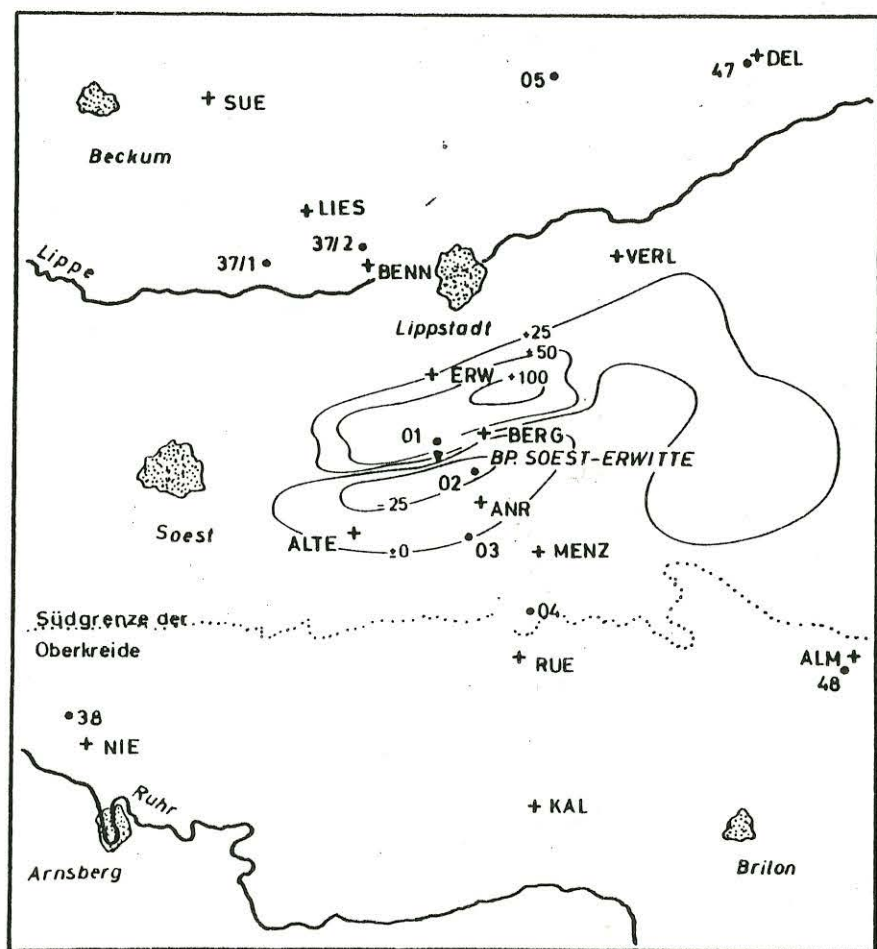 47
+DEL
05
+ SUE
Beckum
+LIES
37/2
37/1
BENN
+VERL
Lippe
Lippstadt
+25
±50
+ ERW
+100
01
BERG
BP. SOEST-ERWITTE
02
-25
ANR
Soest
ALTE
±0
03
+MENZ
04
Südgrenze der
Oberkreide
RUE
ALM
48
38
NIE
Ruhr
KAL
Arnsberg
Brilon